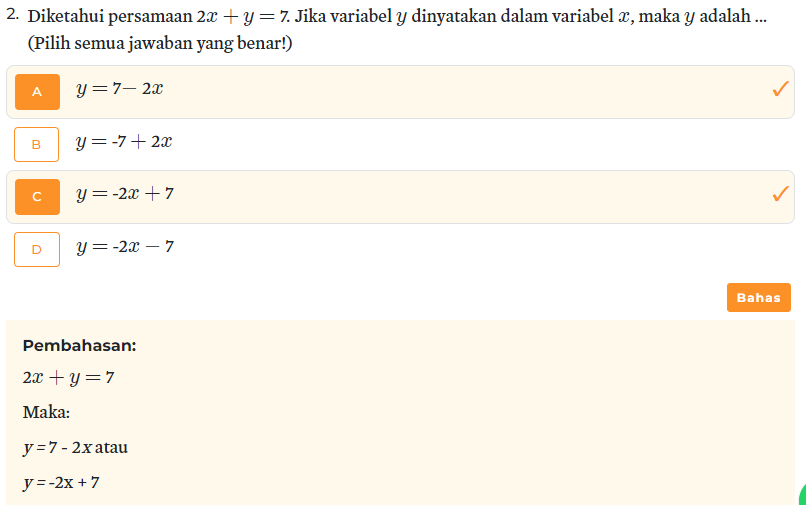 2. Diketahui persamaan 2x + y = 7. Jika variabel y dinyatakan dalam variabel x, maka y adalah ...
(Pilih semua jawaban yang benar!)
A y = 7− 2x ✓
B y = -7 + 2x
C y = -2x + 7 ✓
D y = -2x − 7
Bahas
Pembahasan:
2x + y = 7
Maka:
y = 7 - 2x atau
y = -2x + 7